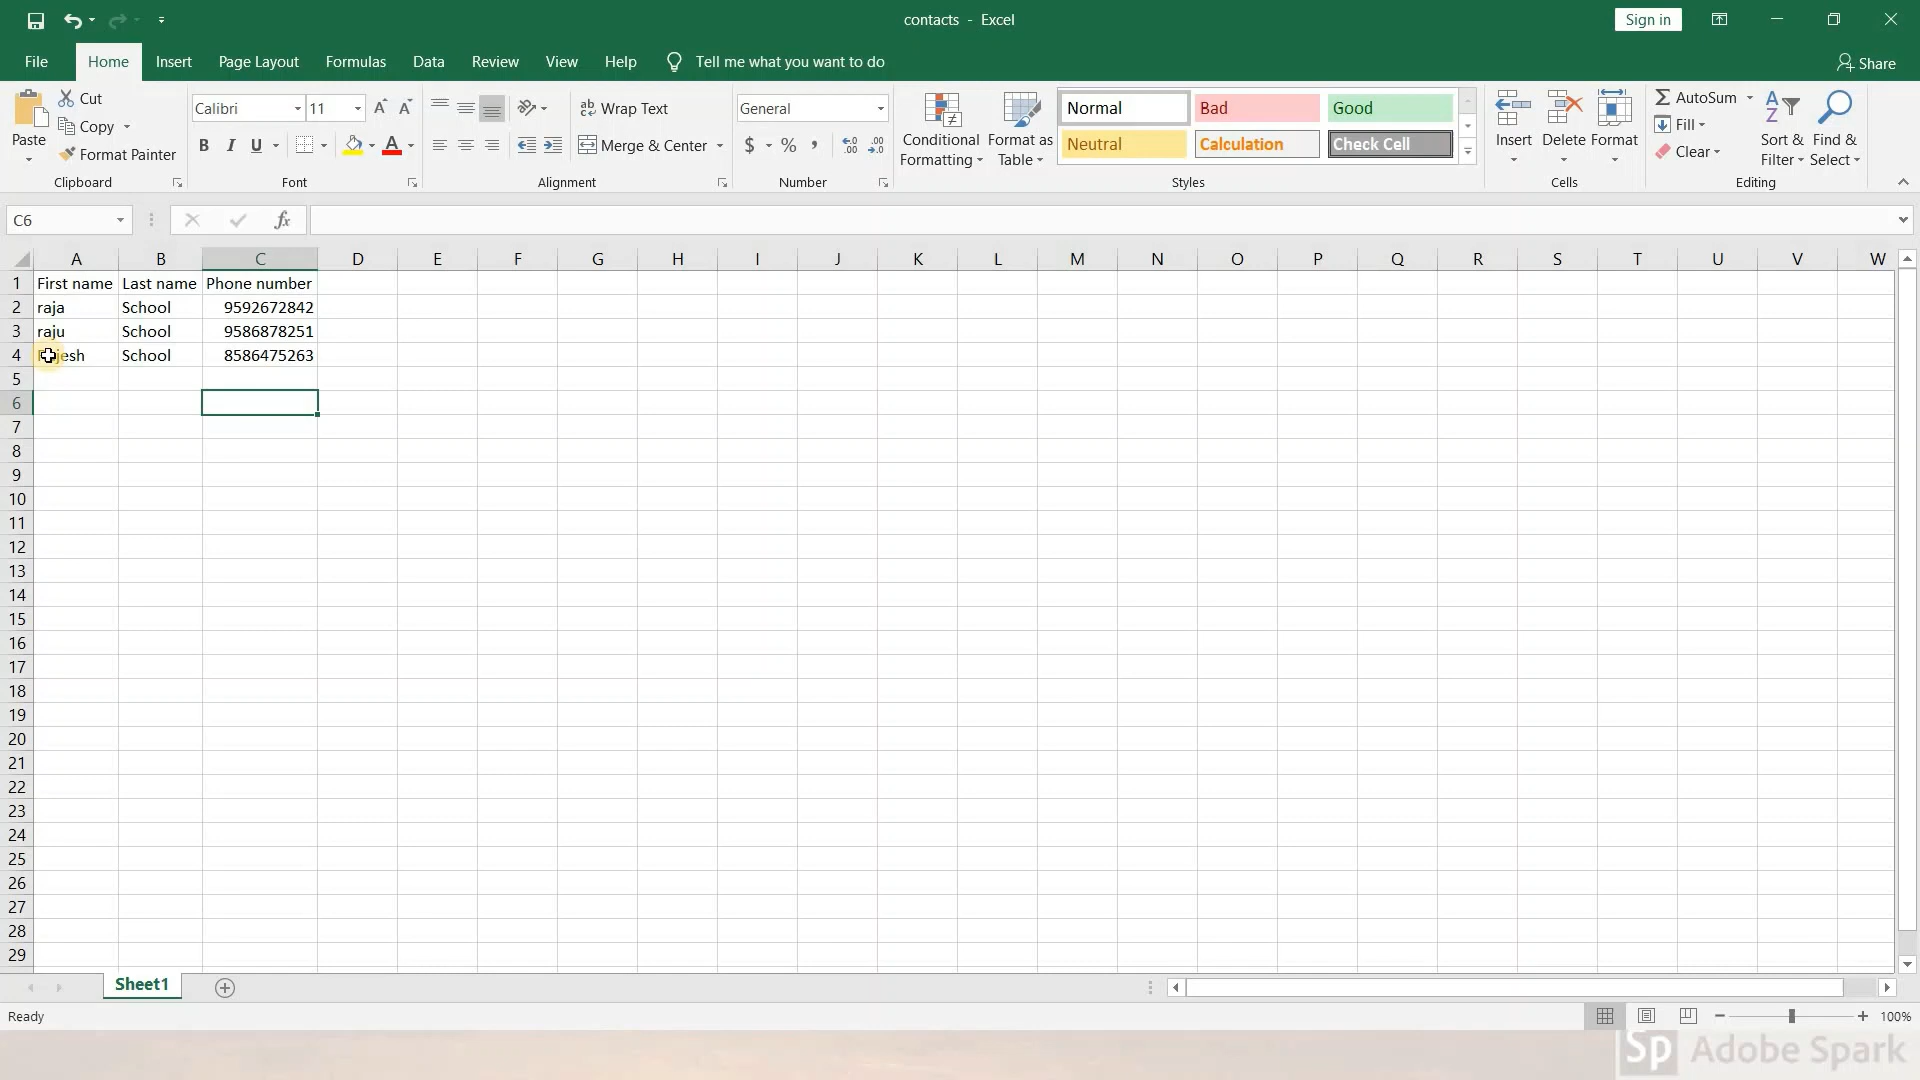 contacts - Excel
Sign in
File Home Insert Page Layout Formulas Data Review View Help Tell me what you want to do Share
Paste Cut Copy Format Painter Clipboard
Calibri 11 B I U A Font
Wrap Text Merge & Center Alignment
General $ % , Number
Conditional Formatting Format as Table Normal Bad Good Neutral Calculation Check Cell Styles
Insert Delete Format Cells
AutoSum Fill Clear Sort & Filter Find & Select Editing
C6 fx
A B C D E F G H I J K L M N O P Q R S T U V W
1 First name Last name Phone number
2 raja School 9592672842
3 raju School 9586878251
4 School 8586475263
5
6
7
8
9
10
11
12
13
14
15
16
17
18
19
20
21
22
23
24
25
26
27
28
29
Sheet1
Ready 100%
Sp Adobe Spark